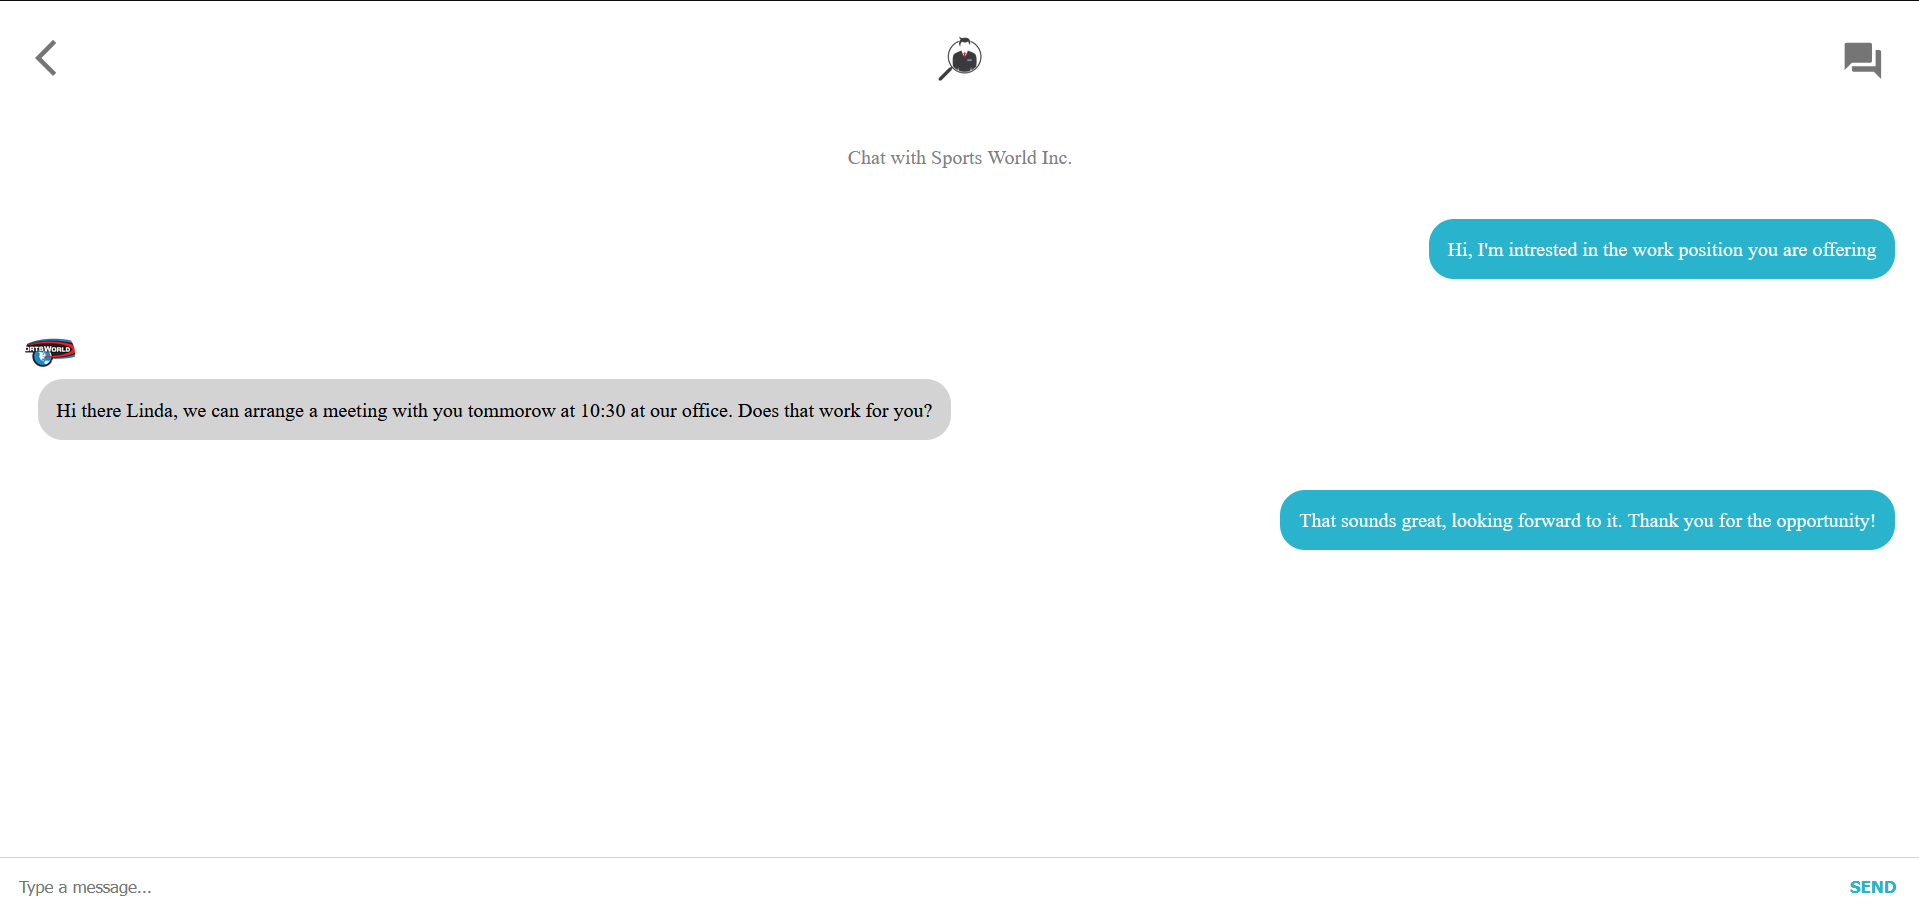 Chat with Sports World Inc.
Hi, I'm intrested in the work position you are offering
ORTSWORLD
Hi there Linda, we can arrange a meeting with you tommorow at 10:30 at our office. Does that work for you?
That sounds great, looking forward to it. Thank you for the opportunity!
Type a message...
SEND